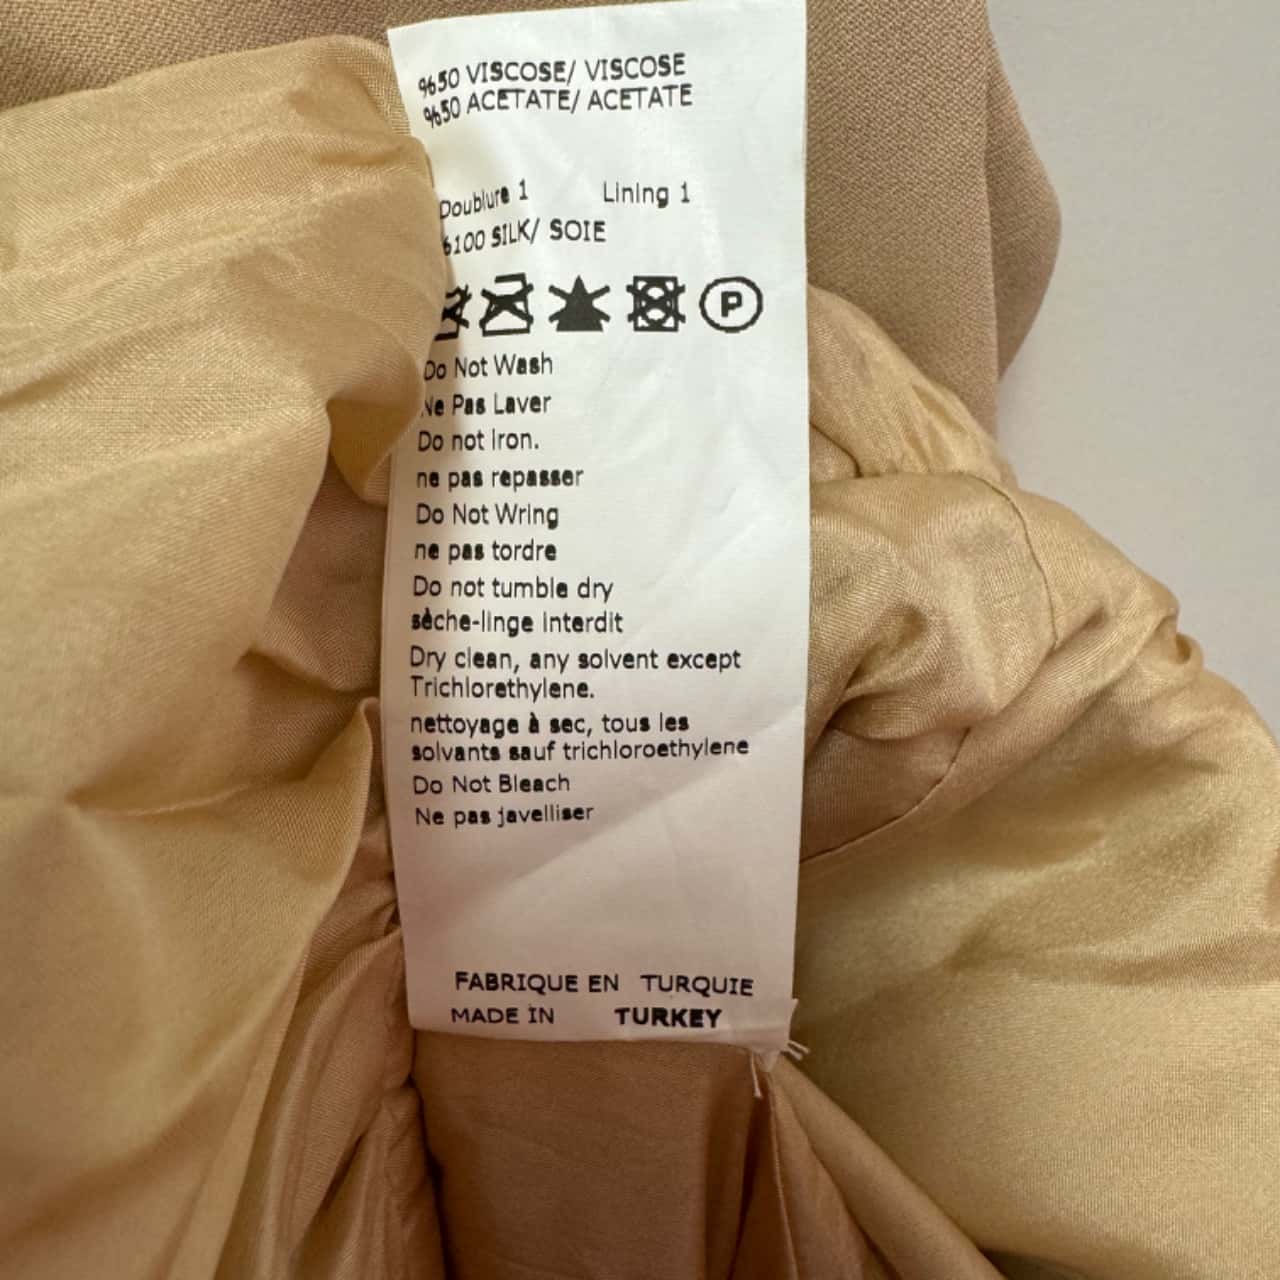 %50 VISCOSE/ VISCOSE
%50 ACETATE/ ACETATE
Doublure 1 Lining 1
%100 SILK/ SOIE
P
Do Not Wash
Ne Pas Laver
Do not Iron.
ne pas repasser
Do Not Wring
ne pas tordre
Do not tumble dry
sèche-linge Interdit
Dry clean, any solvent except
Trichlorethylene.
nettoyage à sec, tous les
solvants sauf trichloroethylene
Do Not Bleach
Ne pas javelliser
FABRIQUE EN TURQUIE
MADE IN TURKEY